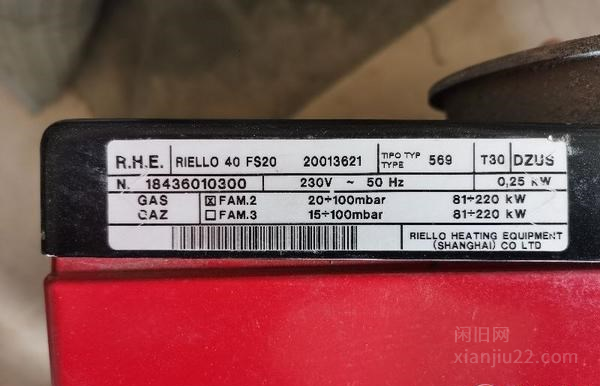 R.H.E. RIELLO 40 FS20 20013621 TIPO TYP TYPE 569 T30 DZUS
N. 18436010300 230V ~ 50 Hz 0,25 kW
GAS ☒ FAM.2 20÷100mbar 81÷220 kW
GAZ ☐ FAM.3 15÷100mbar 81÷220 kW
RIELLO HEATING EQUIPMENT
(SHANGHAI) CO LTD
闲旧网
xianjiu22.com